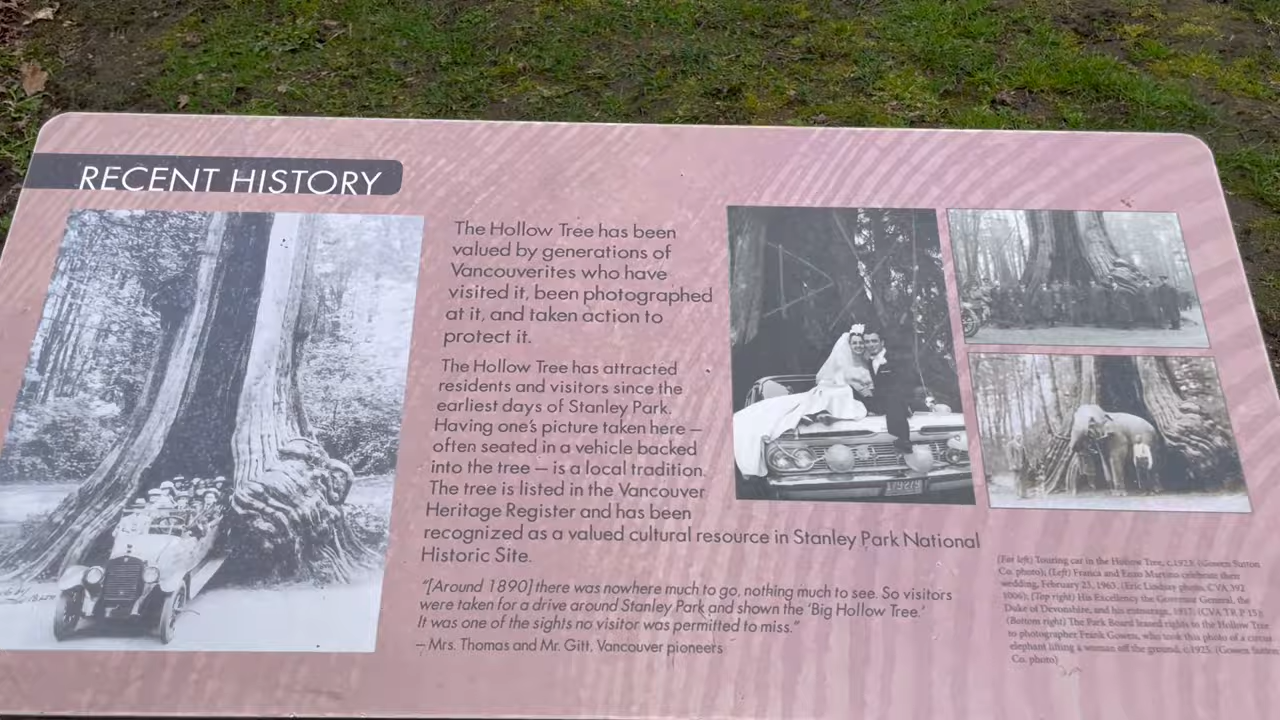 RECENT HISTORY
The Hollow Tree has been
valued by generations of
Vancouverites who have
visited it, been photographed
at it, and taken action to
protect it.
The Hollow Tree has attracted
residents and visitors since the
earliest days of Stanley Park.
Having one's picture taken here –
often seated in a vehicle backed
into the tree – is a local tradition.
The tree is listed in the Vancouver
Heritage Register and has been
recognized as a valued cultural resource in Stanley Park National
Historic Site.
"[Around 1890] there was nowhere much to go, nothing much to see. So visitors
were taken for a drive around Stanley Park and shown the 'Big Hollow Tree.'
It was one of the sights no visitor was permitted to miss."
– Mrs. Thomas and Mr. Gitt, Vancouver pioneers
(Far left) Touring car in the Hollow Tree, c.1923. (Gowen Sutton
Co. photo); (Left) Franca and Enzo Martino celebrate their
wedding, February 23, 1963. (Eric Lindsay photo, CVA 392
(Top right) His Excellency the Governor General, the
Duke of Devonshire, and his entourage, 1917. (CVA TR P 15);
(Bottom right) The Park Board leased rights to the Hollow Tree
to photographer Frank Gowen, who took this photo of a circus
elephant lifting a woman off the ground, c.1925. (Gowen Sutton
Co. photo)